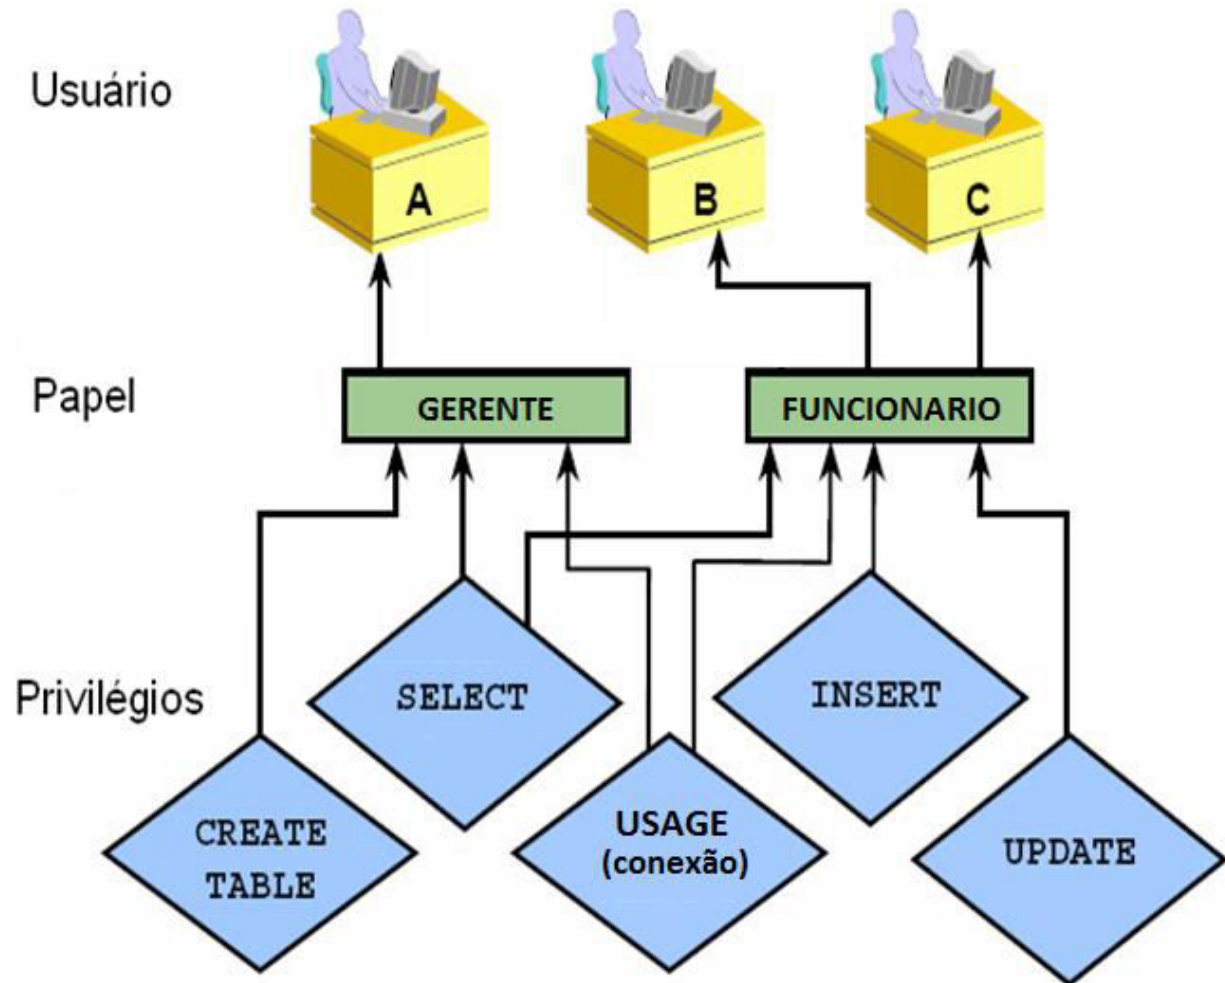 Usuário
A
B
C
Papel
GERENTE
FUNCIONARIO
Privilégios
SELECT
INSERT
CREATE
TABLE
USAGE
(conexão)
UPDATE